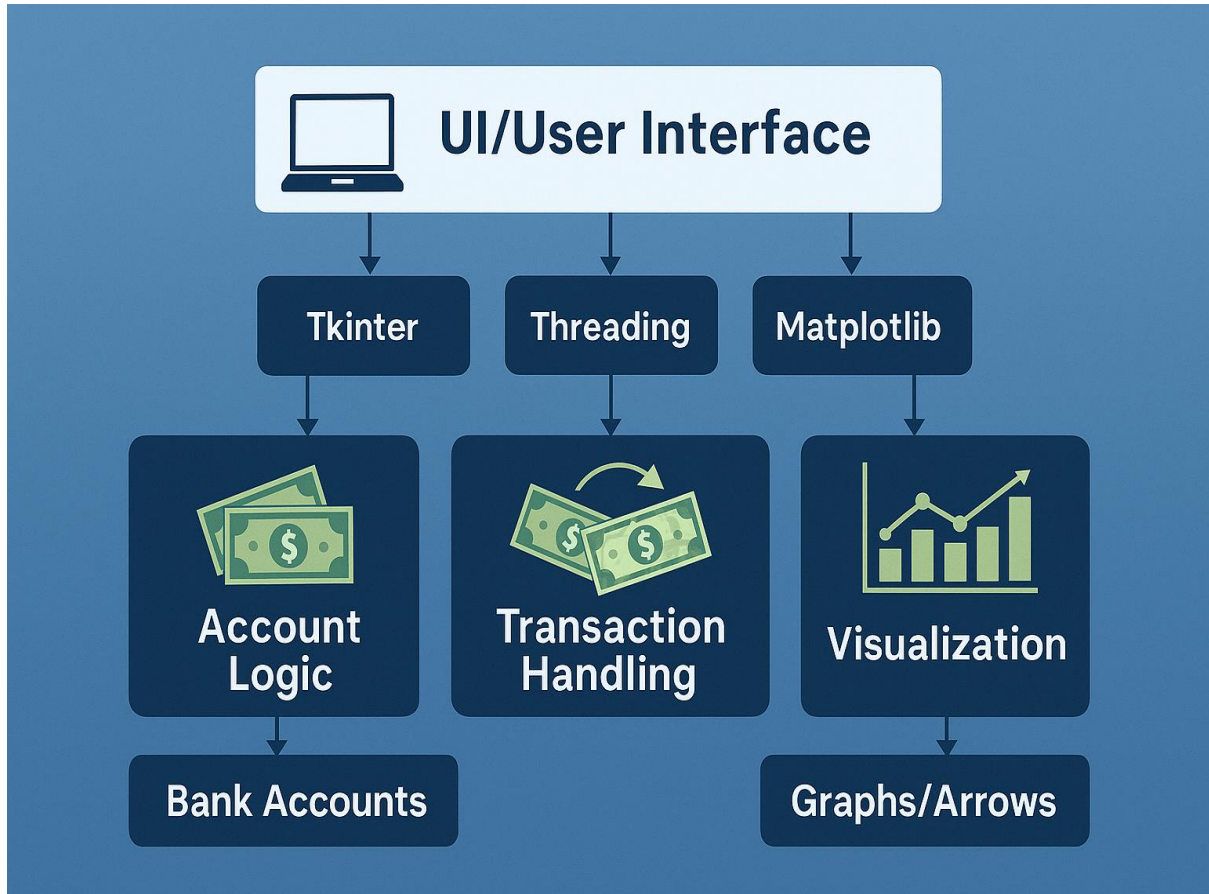 UI/User Interface
Tkinter
Threading
Matplotlib
$
$
$
Account
Logic
Transaction
Handling
Visualization
Bank Accounts
Graphs/Arrows